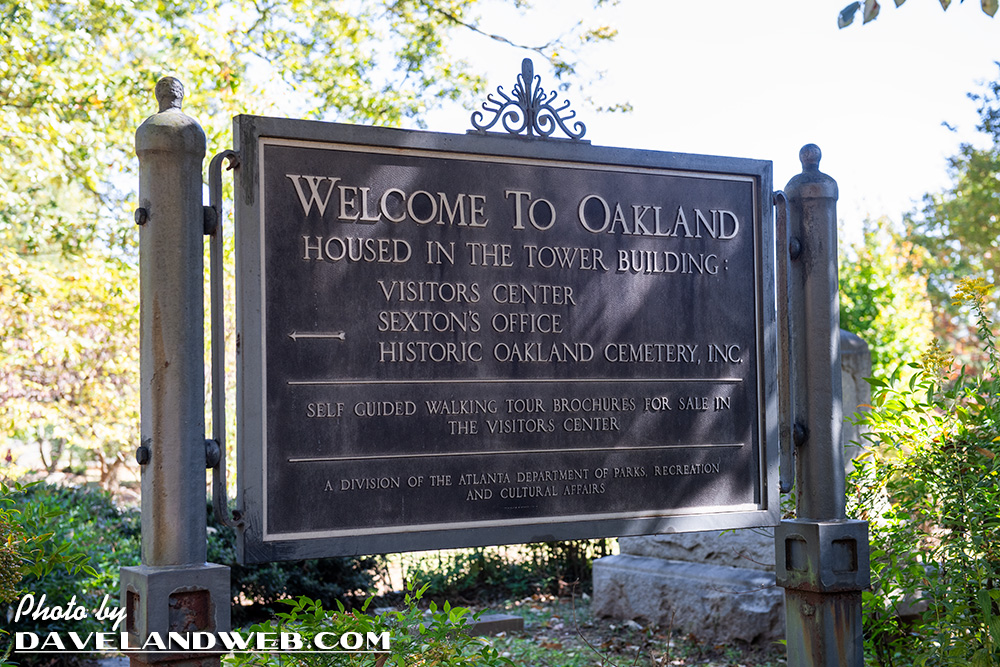 WELCOME TO OAKLAND
HOUSED IN THE TOWER BUILDING:
VISITORS CENTER
SEXTON'S OFFICE
HISTORIC OAKLAND CEMETERY, INC.
SELF GUIDED WALKING TOUR BROCHURES FOR SALE IN
THE VISITORS CENTER
A DIVISION OF THE ATLANTA DEPARTMENT OF PARKS, RECREATION
AND CULTURAL AFFAIRS
Photo by
DAVELANDWEB.COM